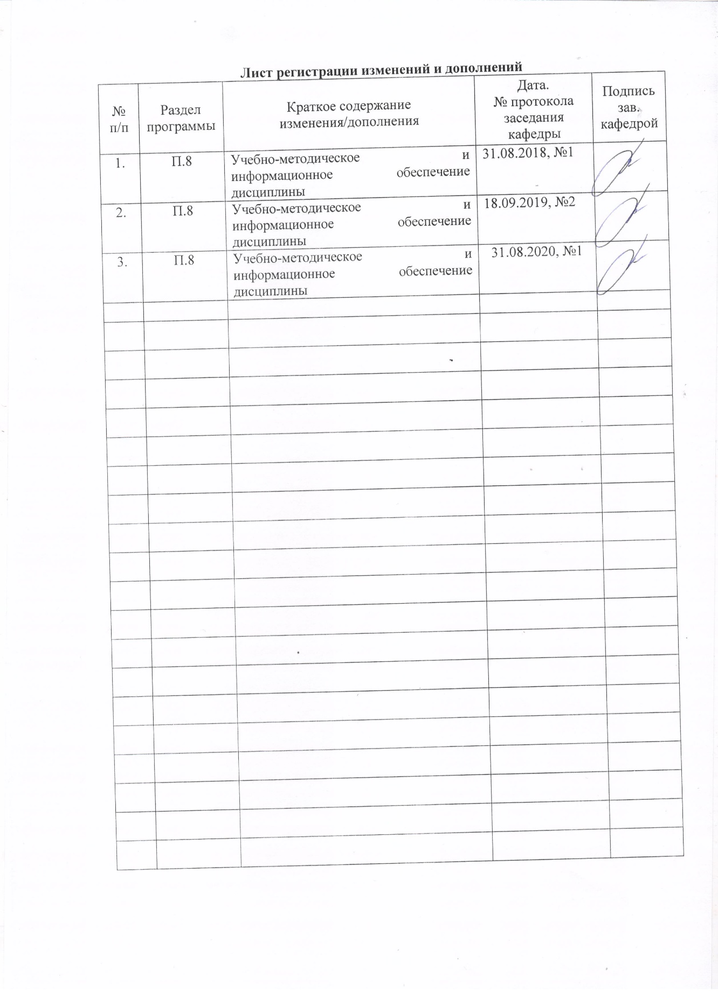 Лист регистрации изменений и дополнений
№
п/п
Раздел
программы
Краткое содержание
изменения/дополнения
Дата.
№ протокола
заседания
кафедры
Подпись
зав.
кафедрой
1.
П.8
Учебно-методическое и
информационное обеспечение
дисциплины
31.08.2018, №1
2.
П.8
Учебно-методическое и
информационное обеспечение
дисциплины
18.09.2019, №2
3.
П.8
Учебно-методическое и
информационное обеспечение
дисциплины
31.08.2020, №1